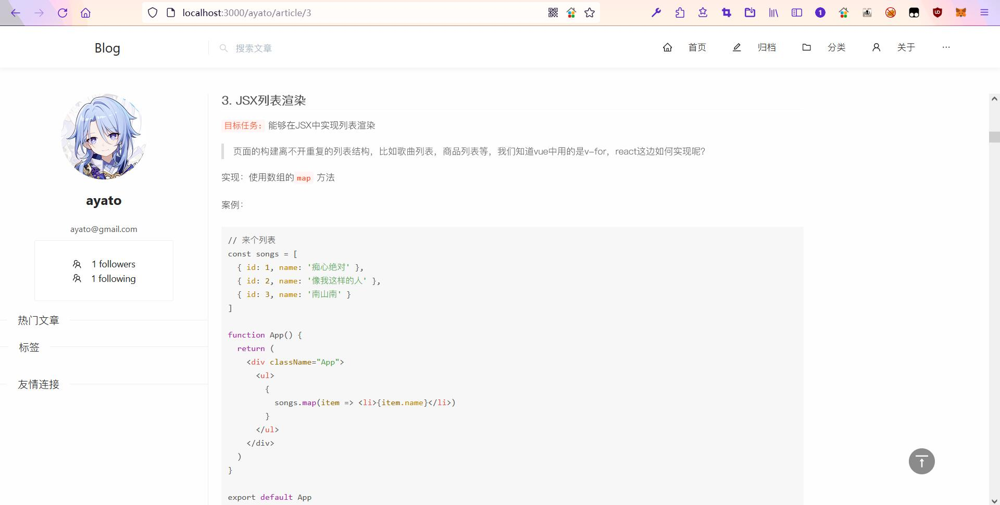 localhost:3000/ayato/article/3
1
Blog
搜索文章
首页
归档
分类
关于
···
ayato
ayato@gmail.com
1 followers
1 following
热门文章
标签
友情连接
3. JSX列表渲染
目标任务: 能够在JSX中实现列表渲染
页面的构建离不开重复的列表结构，比如歌曲列表，商品列表等，我们知道vue中用的是v-for，react这边如何实现呢？
实现：使用数组的 map 方法
案例：
// 来个列表
const songs = [
  { id: 1, name: '痴心绝对' },
  { id: 2, name: '像我这样的人' },
  { id: 3, name: '南山南' }
]
function App() {
  return (
    <div className="App">
      <ul>
        {
          songs.map(item => <li>{item.name}</li>)
        }
      </ul>
    </div>
  )
}
export default App